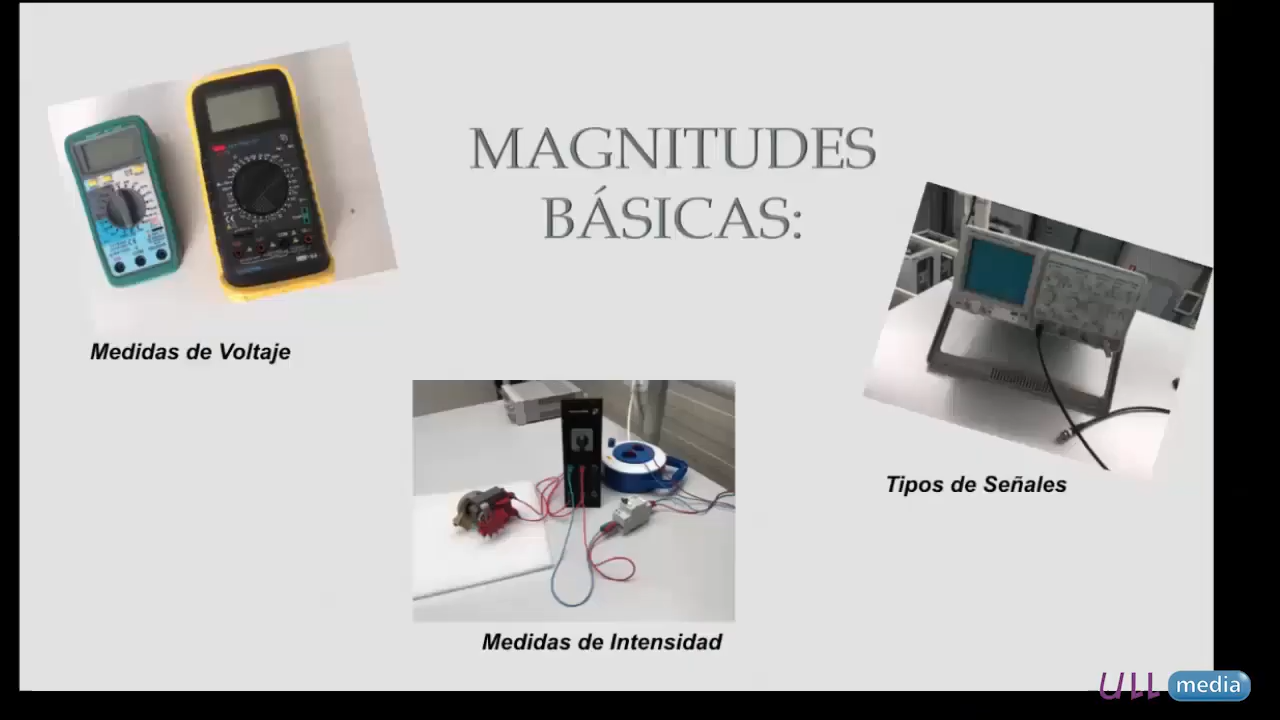 MAGNITUDES
BÁSICAS:
Medidas de Voltaje
Tipos de Señales
Medidas de Intensidad
ULL media